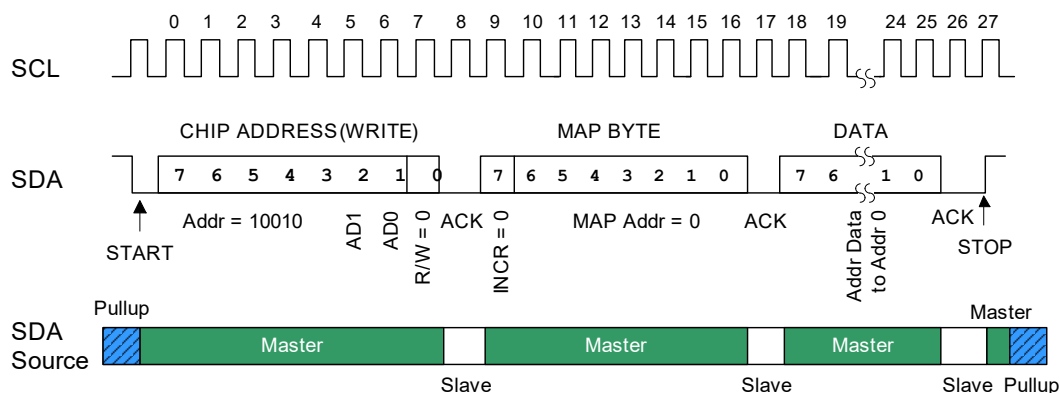 0 1 2 3 4 5 6 7 8 9 10 11 12 13 14 15 16 17 18 19 24 25 26 27
SCL
CHIP ADDRESS (WRITE) MAP BYTE DATA
SDA
7 6 5 4 3 2 1 0 7 6 5 4 3 2 1 0 7 6 1 0
Addr = 10010
AD1
AD0
R/W = 0
ACK
INCR = 0
MAP Addr = 0
ACK
Addr Data
to Addr 0
ACK
START
STOP
Pullup
Master
SDA
Source
Master Master Master
Slave Slave Slave Pullup